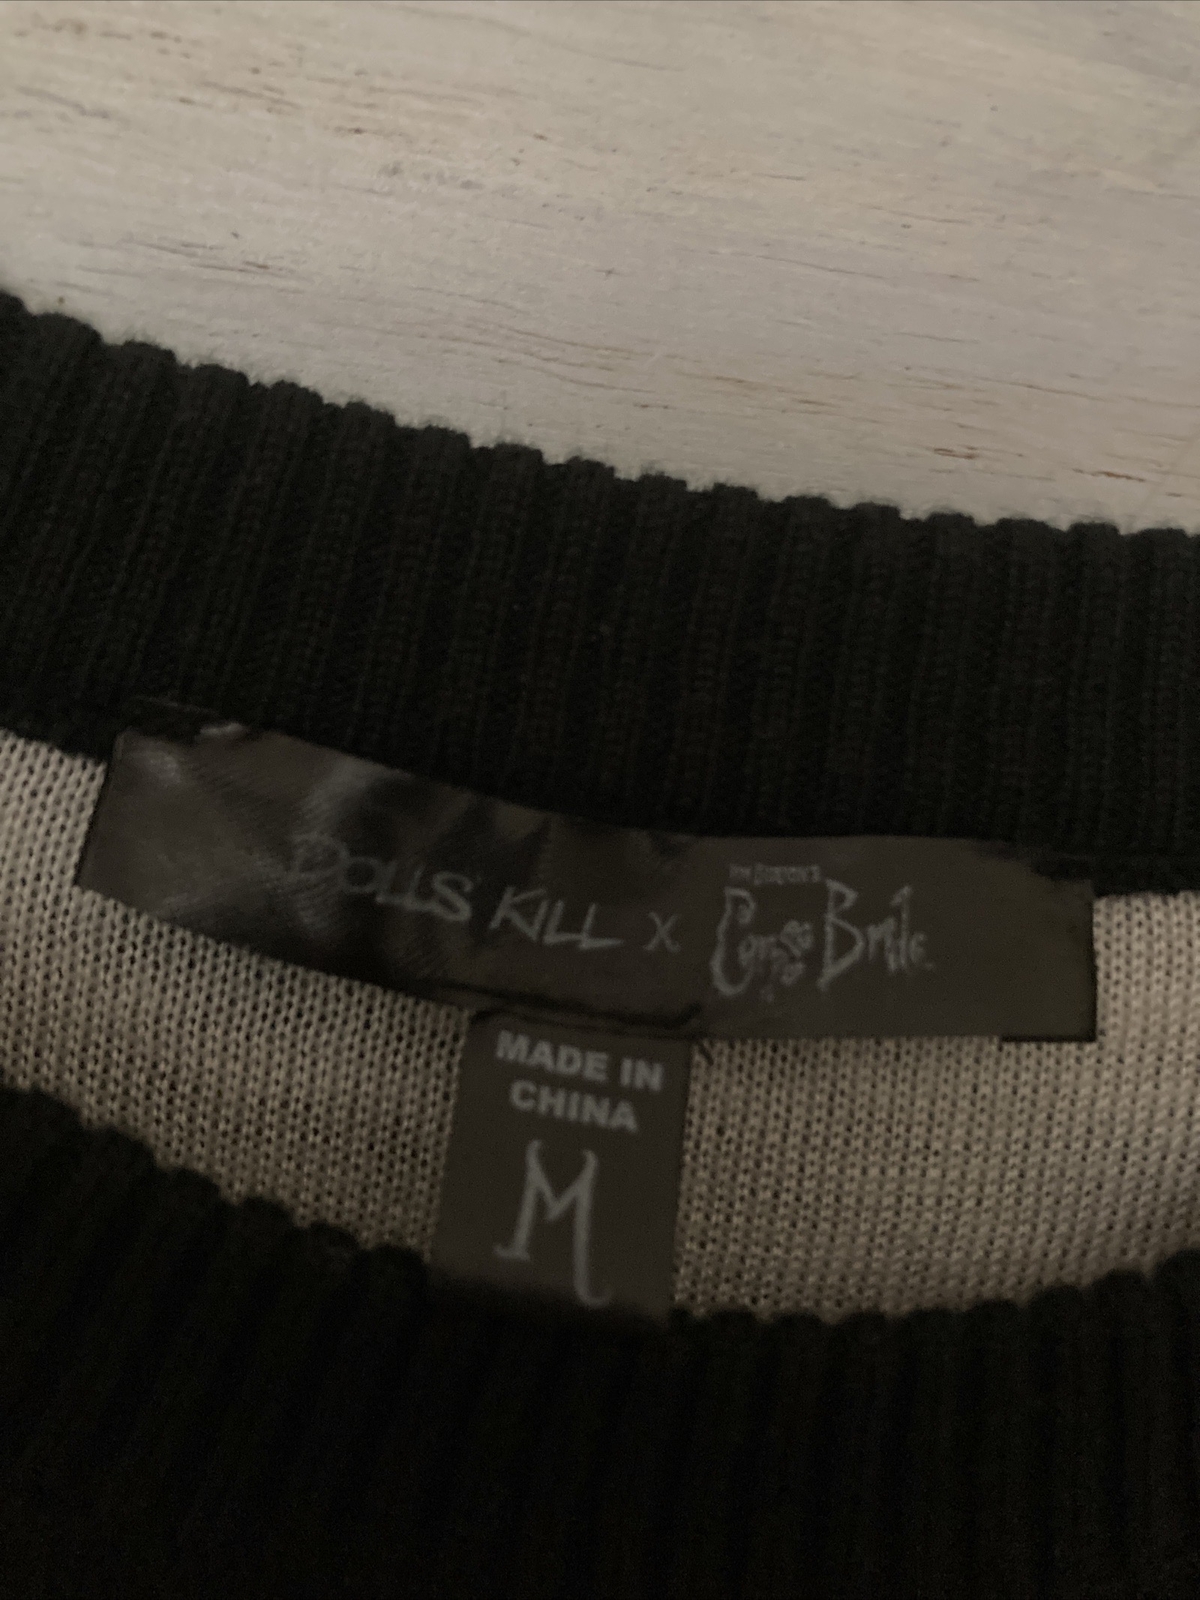 DOLLS KILL X Corpse Bride
MADE IN
CHINA
M